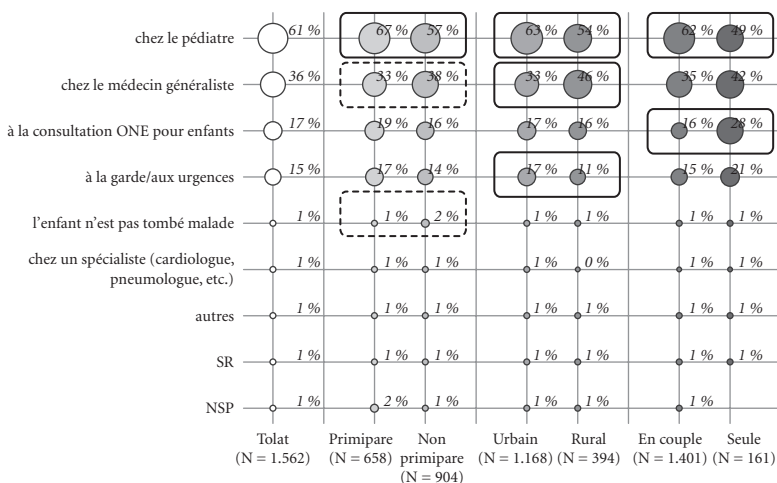 chez le pédiatre 61 % 67 % 57 % 63 % 54 % 62 % 49 %
chez le médecin généraliste 36 % 33 % 38 % 33 % 46 % 35 % 42 %
à la consultation ONE pour enfants 17 % 19 % 16 % 17 % 16 % 16 % 28 %
à la garde/aux urgences 15 % 17 % 14 % 17 % 11 % 15 % 21 %
l'enfant n'est pas tombé malade 1 % 1 % 2 % 1 % 1 % 1 % 1 %
chez un spécialiste (cardiologue,
pneumologue, etc.) 1 % 1 % 1 % 1 % 0 % 1 % 1 %
autres 1 % 1 % 1 % 1 % 1 % 1 % 1 %
SR 1 % 1 % 1 % 1 % 1 % 1 % 1 %
NSP 1 % 2 % 1 % 1 % 1 % 1 %
Tolat Primipare Non Urbain Rural En couple Seule
(N = 1.562) (N = 658) primipare (N = 1.168) (N = 394) (N = 1.401) (N = 161)
(N = 904)